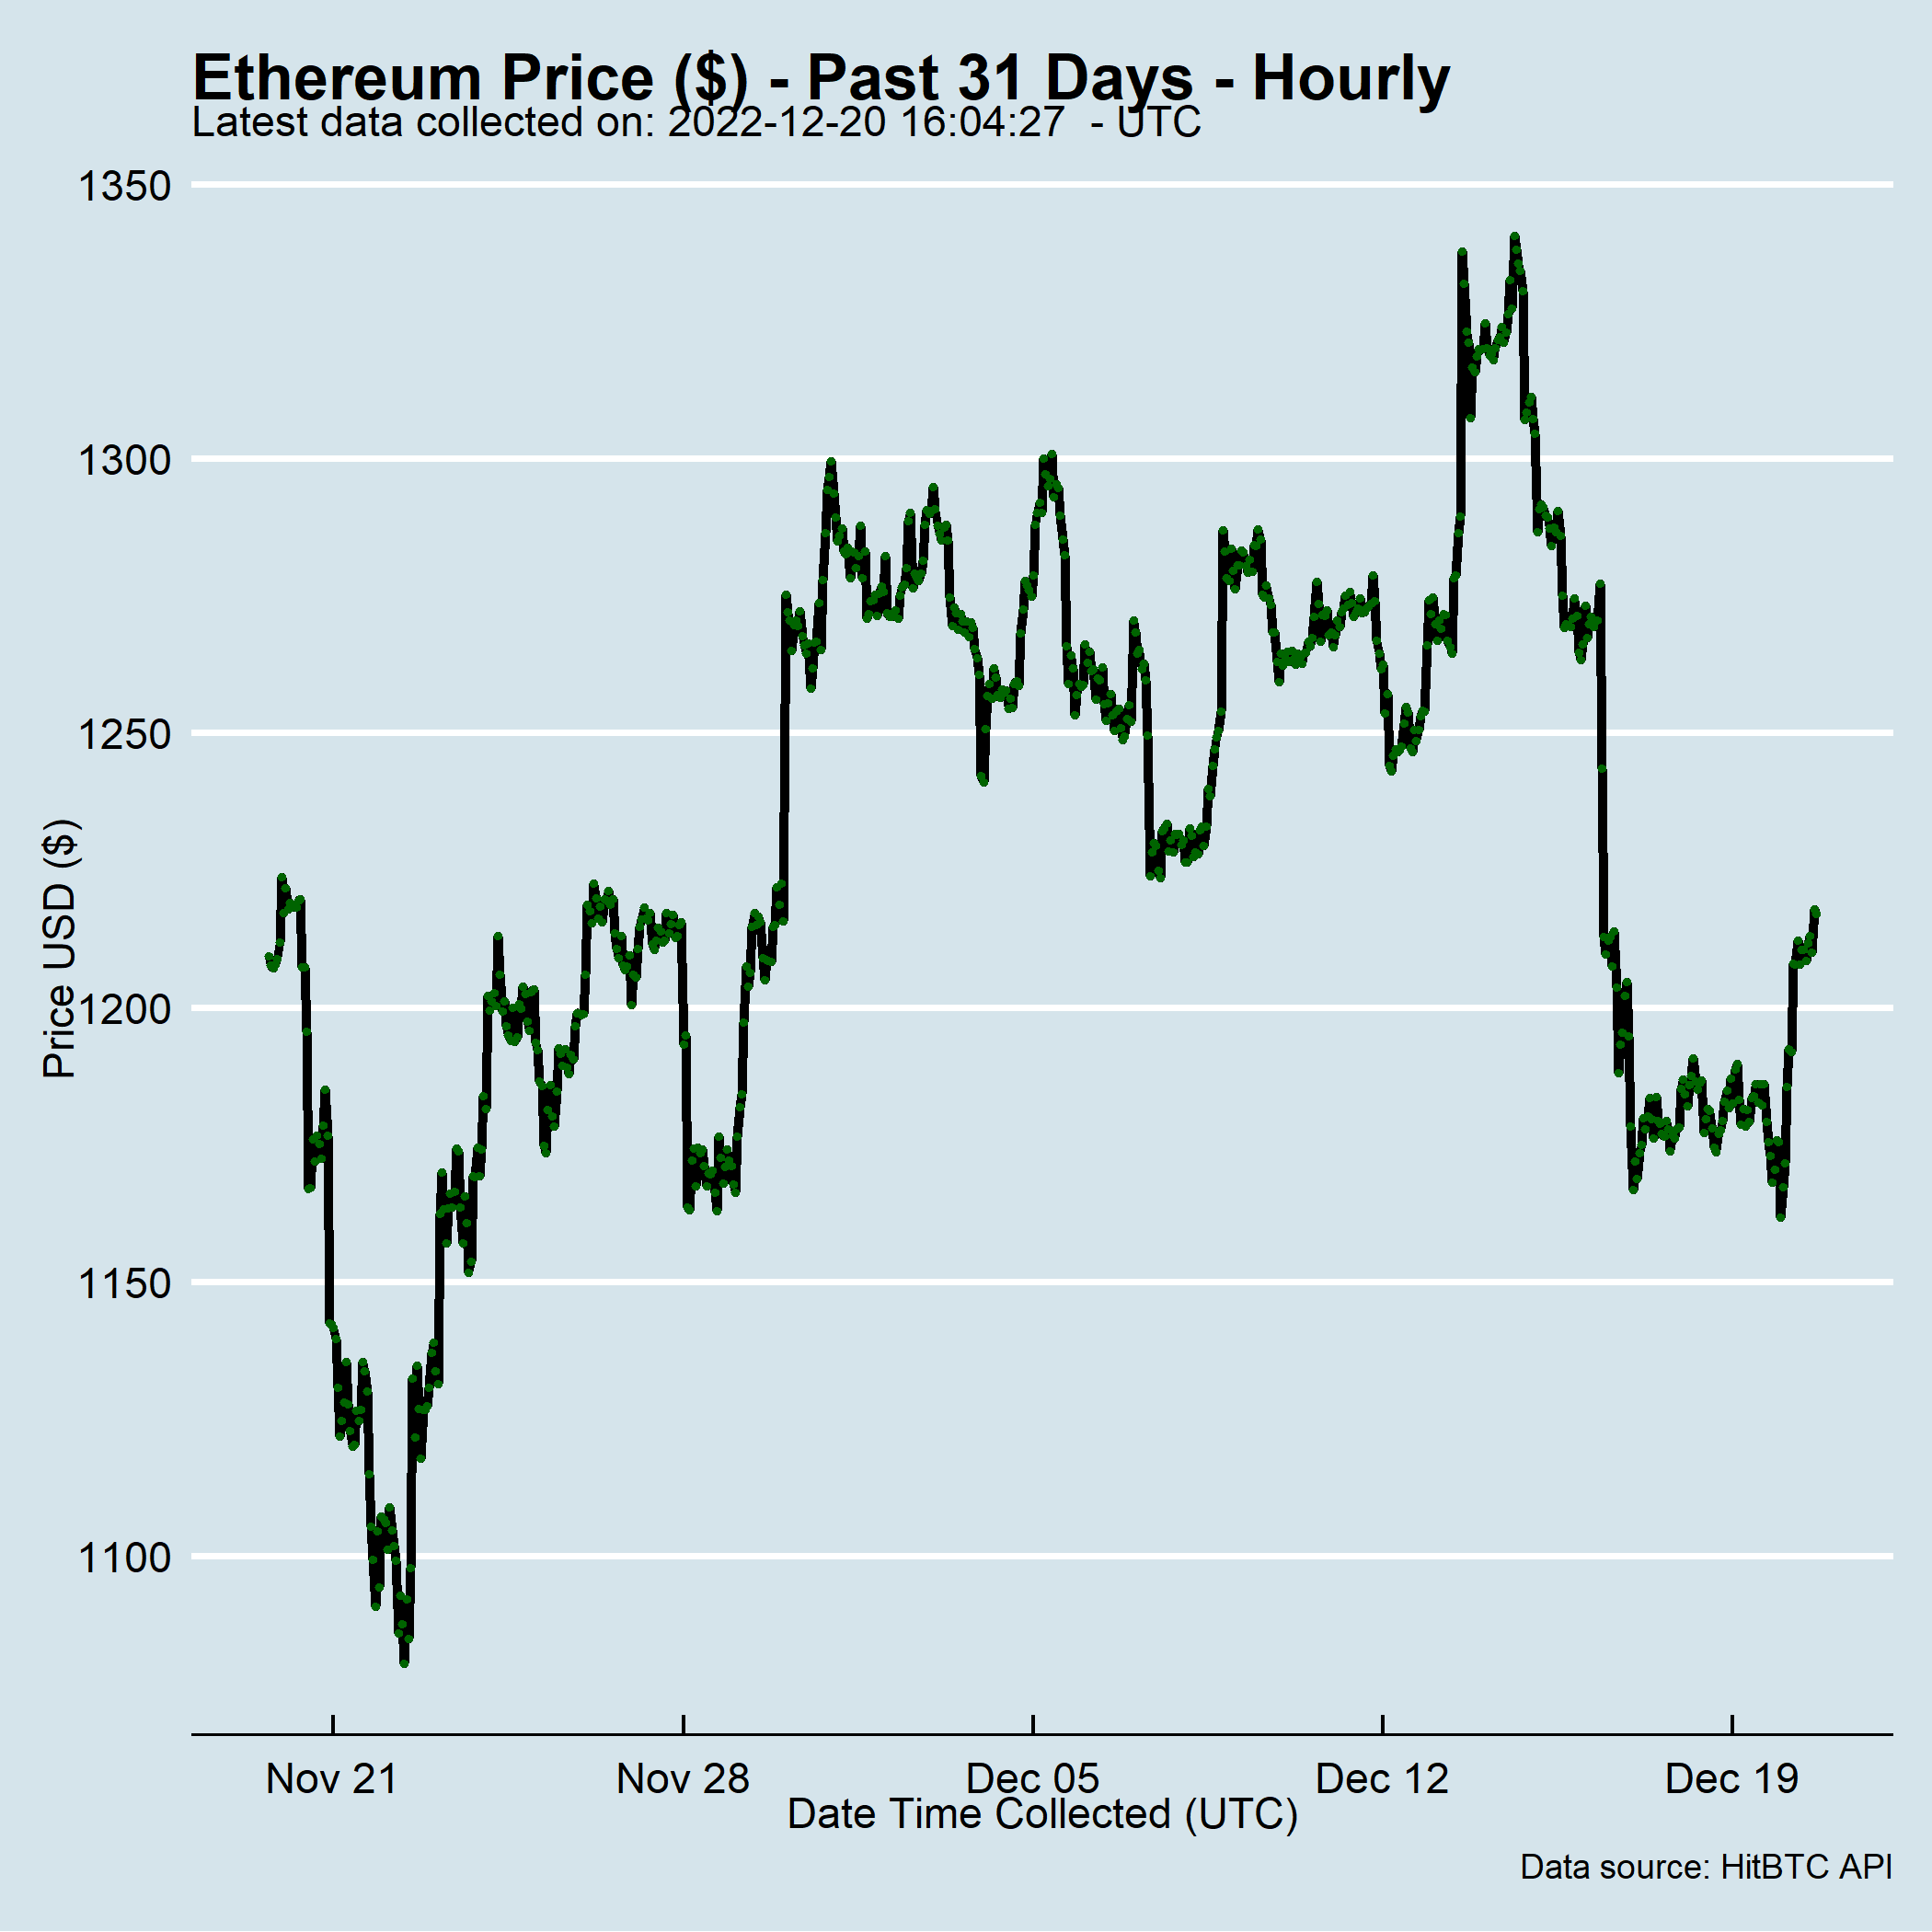 Ethereum Price ($) - Past 31 Days - Hourly
Latest data collected on: 2022-12-20 16:04:27  - UTC
1350
1300
1250
1200
1150
1100
Price USD ($)
Nov 21
Nov 28
Dec 05
Dec 12
Dec 19
Date Time Collected (UTC)
Data source: HitBTC API